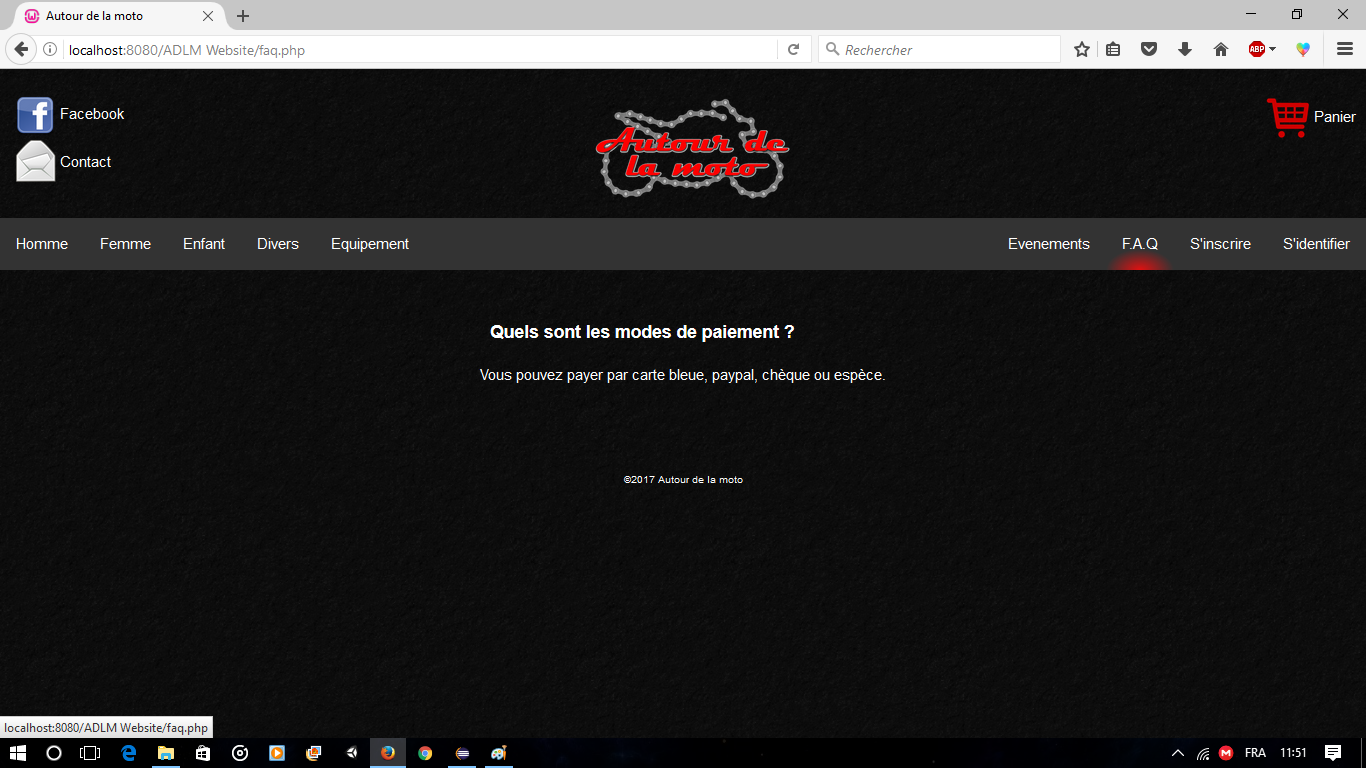 Autour de la moto
localhost:8080/ADLM Website/faq.php
Rechercher
ABP
Facebook
Contact
Autour de
la moto
Panier
Homme Femme Enfant Divers Equipement Evenements F.A.Q S'inscrire S'identifier
Quels sont les modes de paiement ?
Vous pouvez payer par carte bleue, paypal, chèque ou espèce.
©2017 Autour de la moto
localhost:8080/ADLM Website/faq.php
FRA 11:51